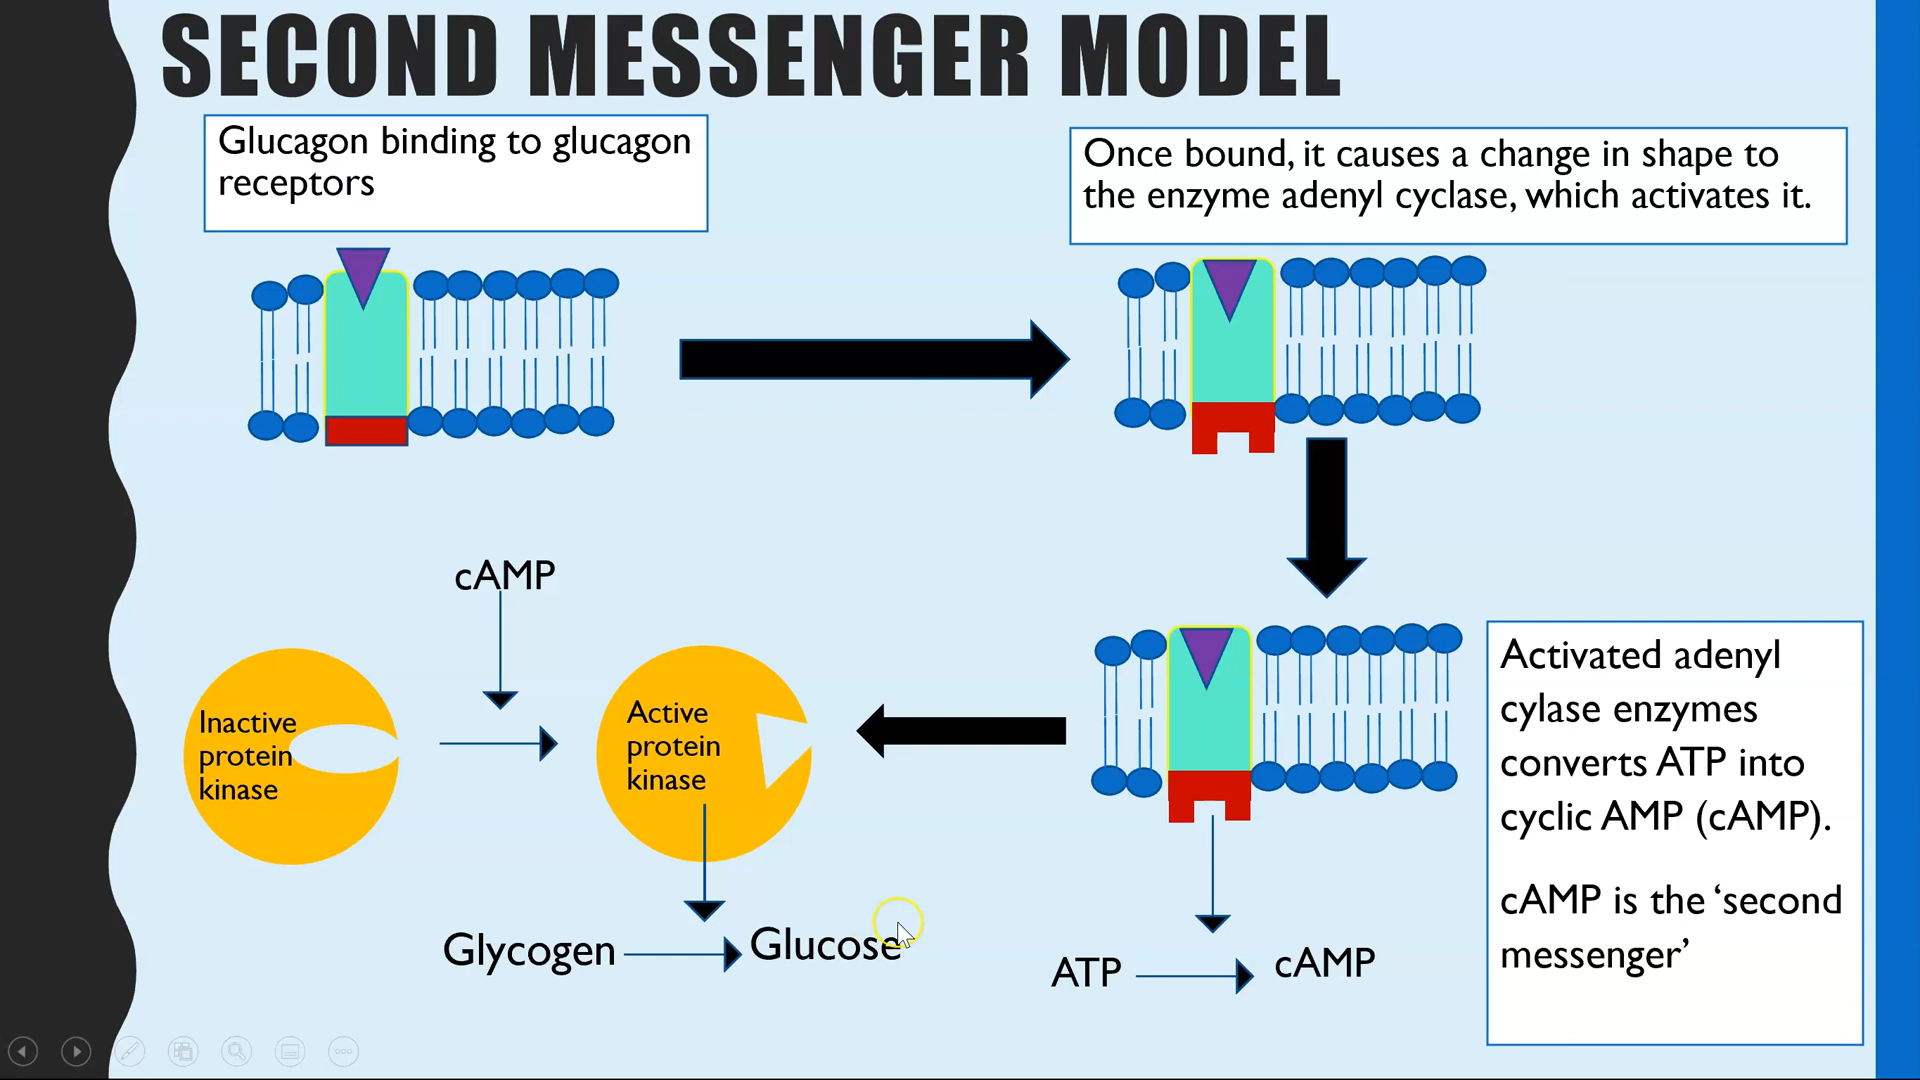 SECOND MESSENGER MODEL
Glucagon binding to glucagon
receptors
Once bound, it causes a change in shape to
the enzyme adenyl cyclase, which activates it.
cAMP
Inactive
protein
kinase
Active
protein
kinase
Glycogen
Glucose
ATP
cAMP
Activated adenyl
cylase enzymes
converts ATP into
cyclic AMP (cAMP).
cAMP is the ‘second
messenger’